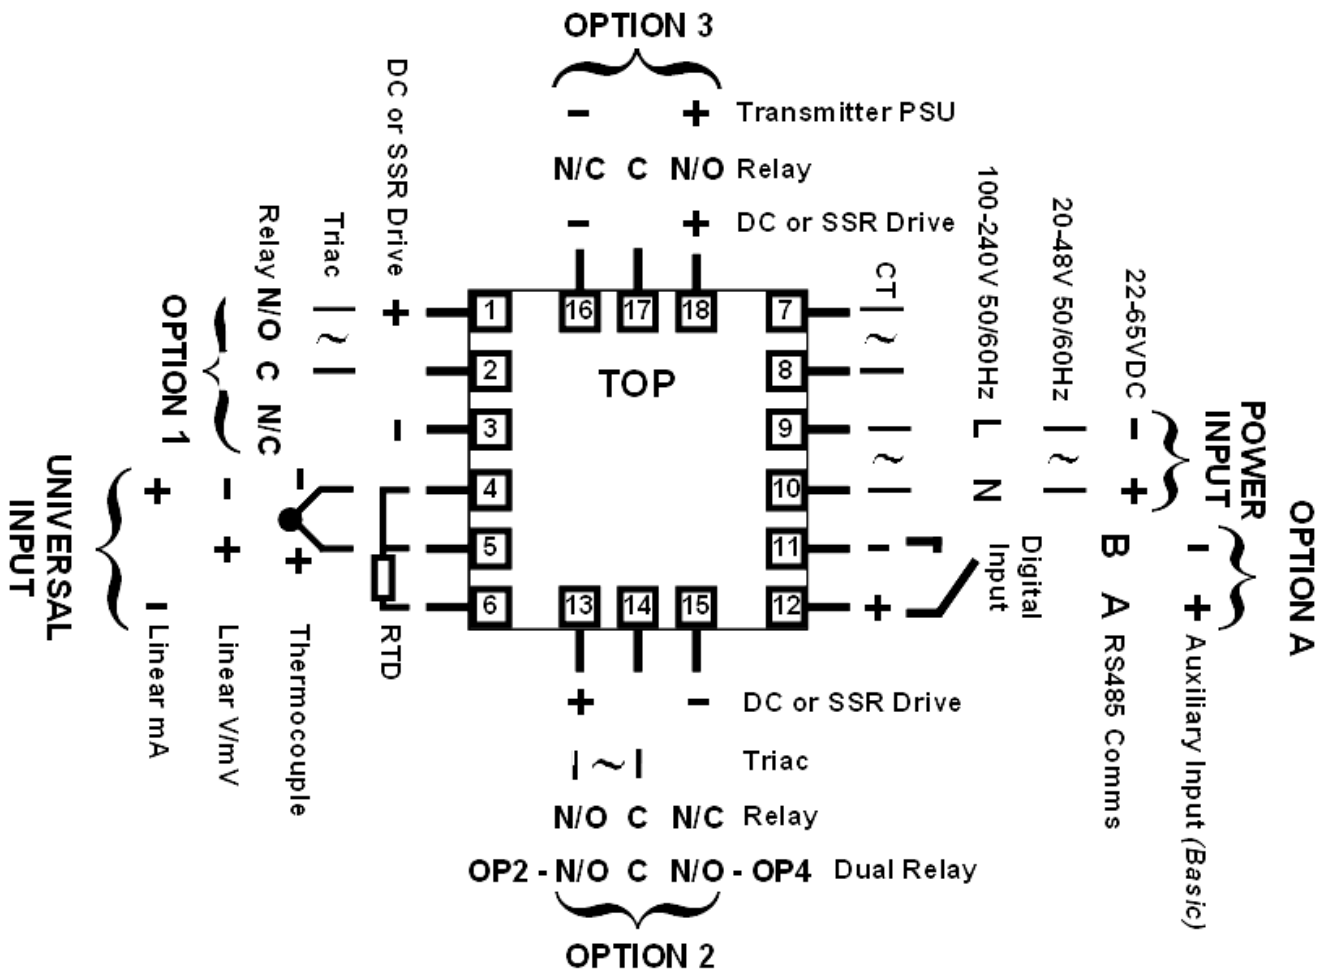 OPTION 3
- + Transmitter PSU
N/C C N/O Relay
- + DC or SSR Drive
DC or SSR Drive + -
Triac ~
Relay N/O C N/C
OPTION 1
16 17 18
1
2
3
4
5
6
TOP
7
8
9
10
11
12
13 14 15
CT ~
~
100-240V 50/60Hz L N
20-48V 50/60Hz ~
22-65VDC - +
POWER
INPUT
OPTION A
- +
Digital
Input
B A RS485 Comms
- + Auxiliary Input (Basic)
UNIVERSAL
INPUT
+ - Linear mA
- + Linear V/mV
- + Thermocouple
RTD
+ - DC or SSR Drive
~ Triac
N/O C N/C Relay
OP2 - N/O C N/O - OP4 Dual Relay
OPTION 2